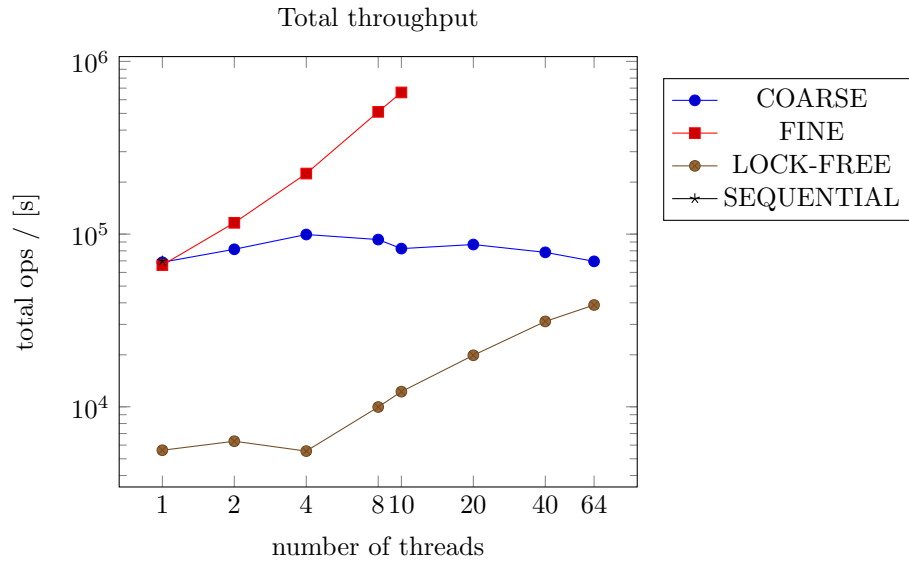 Total throughput
10^6
10^5
10^4
total ops / [s]
1 2 4 8 10 20 40 64
number of threads
COARSE
FINE
LOCK-FREE
SEQUENTIAL